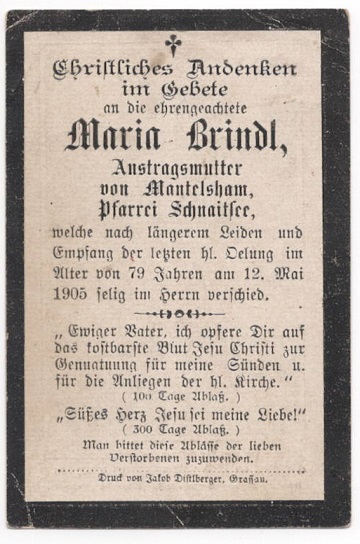 Christliches Andenken
im Gebete
an die ehrengeachtete
Maria Brindl,
Austragsmutter
von Mantelsham,
Pfarrei Schnaitsee,
welche nach längerem Leiden und
Empfang der letzten hl. Oelung im
Alter von 79 Jahren am 12. Mai
1905 selig im Herrn verschied.
„Ewiger Vater, ich opfere Dir auf
das kostbarste Blut Jesu Christi zur
Genuatuung für meine Sünden u.
für die Anliegen der hl. Kirche."
(100 Tage Ablaß.)
„Süßes Herz Jesu sei meine Liebe!"
(300 Tage Ablaß.)
Man bittet diese Ablässe der lieben
Verstorbenen zuzuwenden.
Druck von Jakob Distlberger, Grassau.